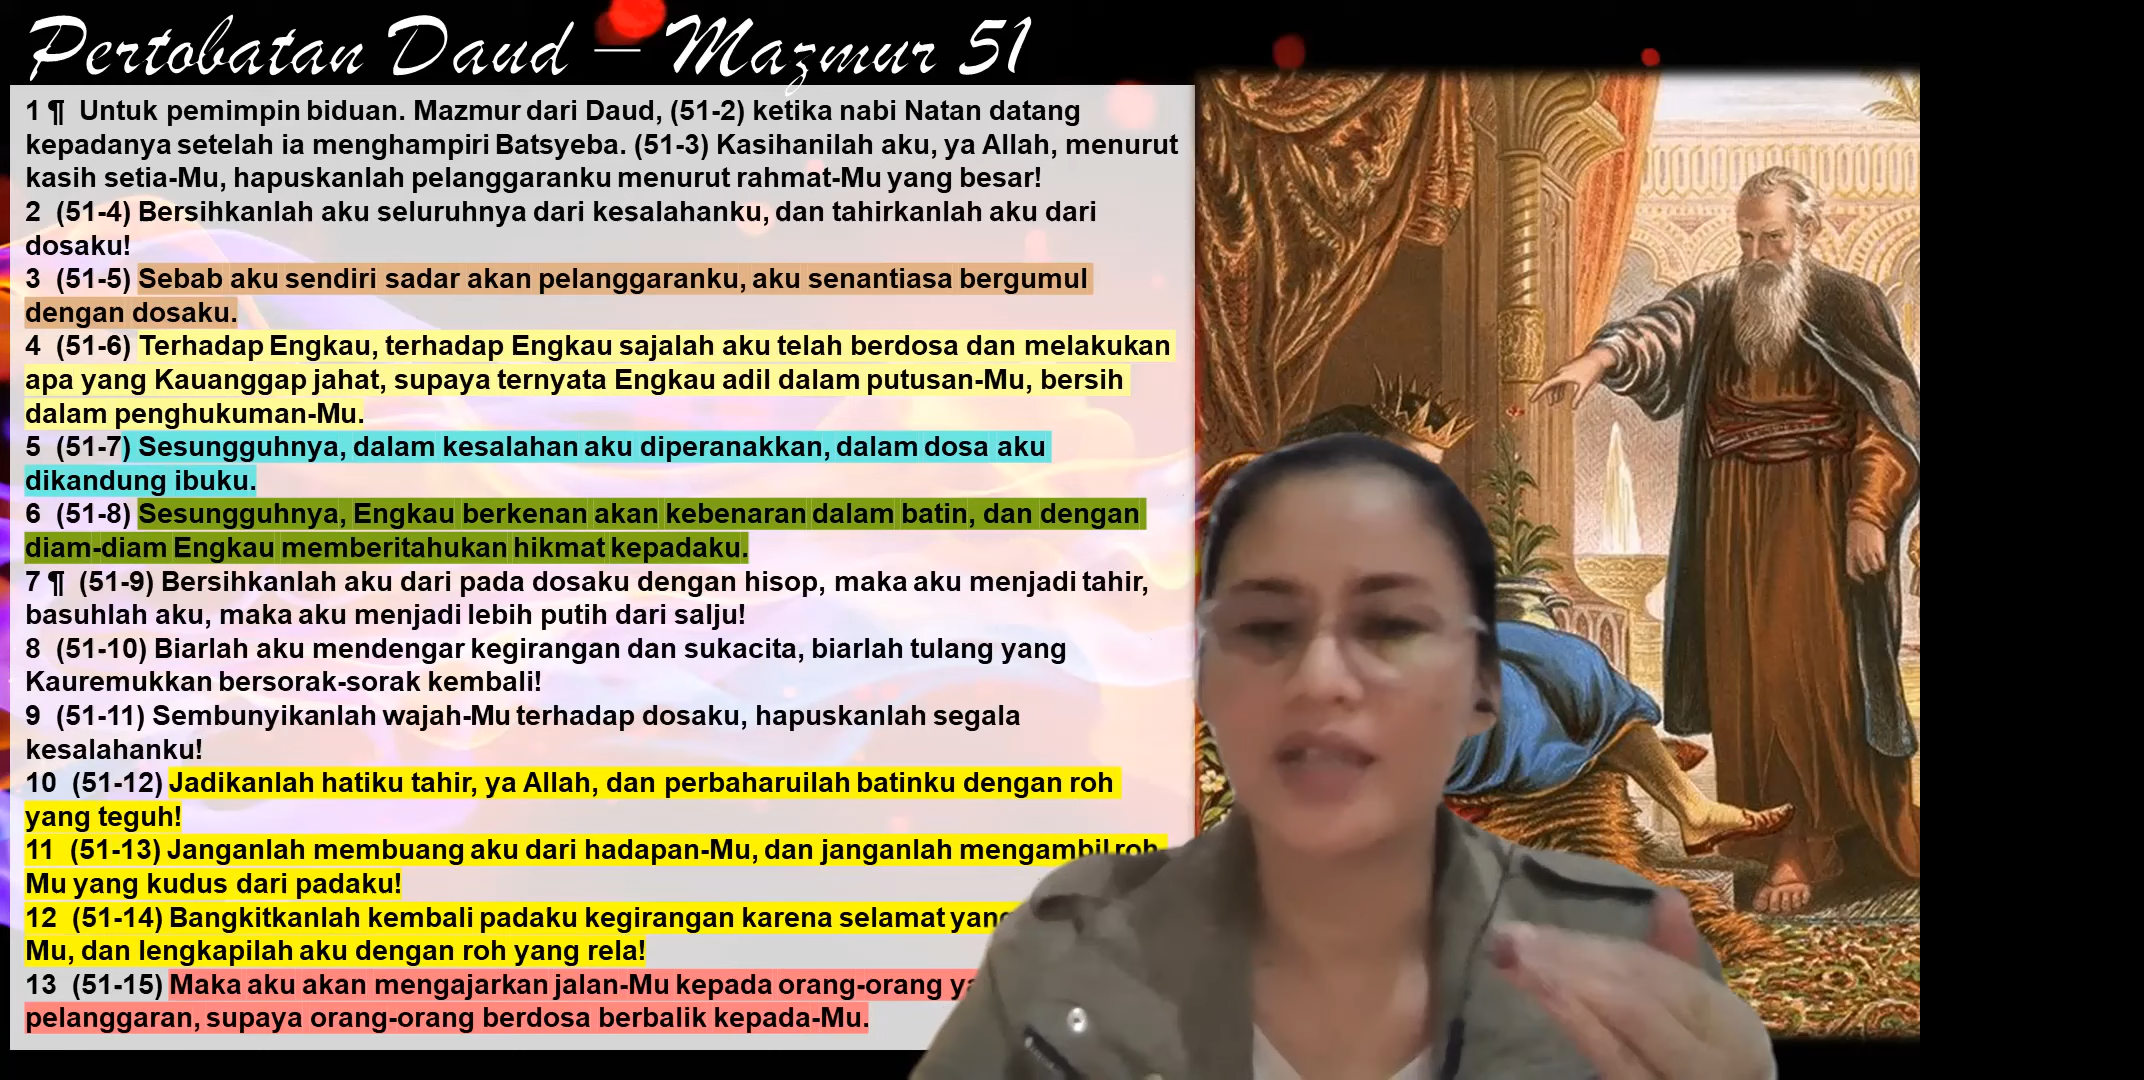 Pertobatan Daud – Mazmur 51
1 ¶ Untuk pemimpin biduan. Mazmur dari Daud, (51-2) ketika nabi Natan datang
kepadanya setelah ia menghampiri Batsyeba. (51-3) Kasihanilah aku, ya Allah, menurut
kasih setia-Mu, hapuskanlah pelanggaranku menurut rahmat-Mu yang besar!
2 (51-4) Bersihkanlah aku seluruhnya dari kesalahanku, dan tahirkanlah aku dari
dosaku!
3 (51-5) Sebab aku sendiri sadar akan pelanggaranku, aku senantiasa bergumul
dengan dosaku.
4 (51-6) Terhadap Engkau, terhadap Engkau sajalah aku telah berdosa dan melakukan
apa yang Kauanggap jahat, supaya ternyata Engkau adil dalam putusan-Mu, bersih
dalam penghukuman-Mu.
5 (51-7) Sesungguhnya, dalam kesalahan aku diperanakkan, dalam dosa aku
dikandung ibuku.
6 (51-8) Sesungguhnya, Engkau berkenan akan kebenaran dalam batin, dan dengan
diam-diam Engkau memberitahukan hikmat kepadaku.
7 ¶ (51-9) Bersihkanlah aku dari pada dosaku dengan hisop, maka aku menjadi tahir,
basuhlah aku, maka aku menjadi lebih putih dari salju!
8 (51-10) Biarlah aku mendengar kegirangan dan sukacita, biarlah tulang yang
Kauremukkan bersorak-sorak kembali!
9 (51-11) Sembunyikanlah wajah-Mu terhadap dosaku, hapuskanlah segala
kesalahanku!
10 (51-12) Jadikanlah hatiku tahir, ya Allah, dan perbaharuilah batinku dengan roh
yang teguh!
11 (51-13) Janganlah membuang aku dari hadapan-Mu, dan janganlah mengambil roh-
Mu yang kudus dari padaku!
12 (51-14) Bangkitkanlah kembali padaku kegirangan karena selamat yang
Mu, dan lengkapilah aku dengan roh yang rela!
13 (51-15) Maka aku akan mengajarkan jalan-Mu kepada orang-orang
pelanggaran, supaya orang-orang berdosa berbalik kepada-Mu.